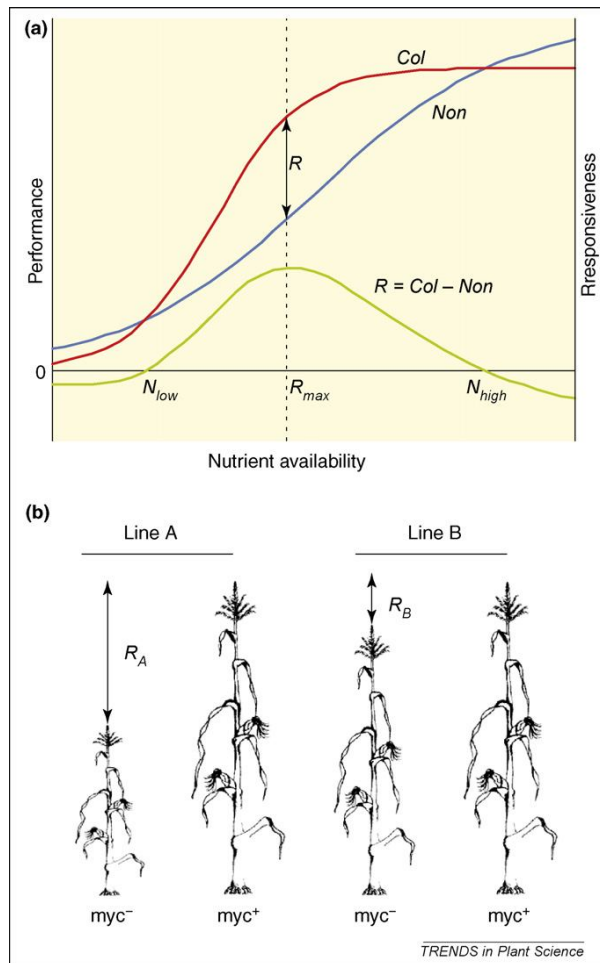 (a)
Col
Non
R
Performance
Rresponsiveness
R = Col – Non
0
N_low
R_max
N_high
Nutrient availability
(b)
Line A
Line B
R_A
R_B
myc⁻
myc⁺
myc⁻
myc⁺
TRENDS in Plant Science